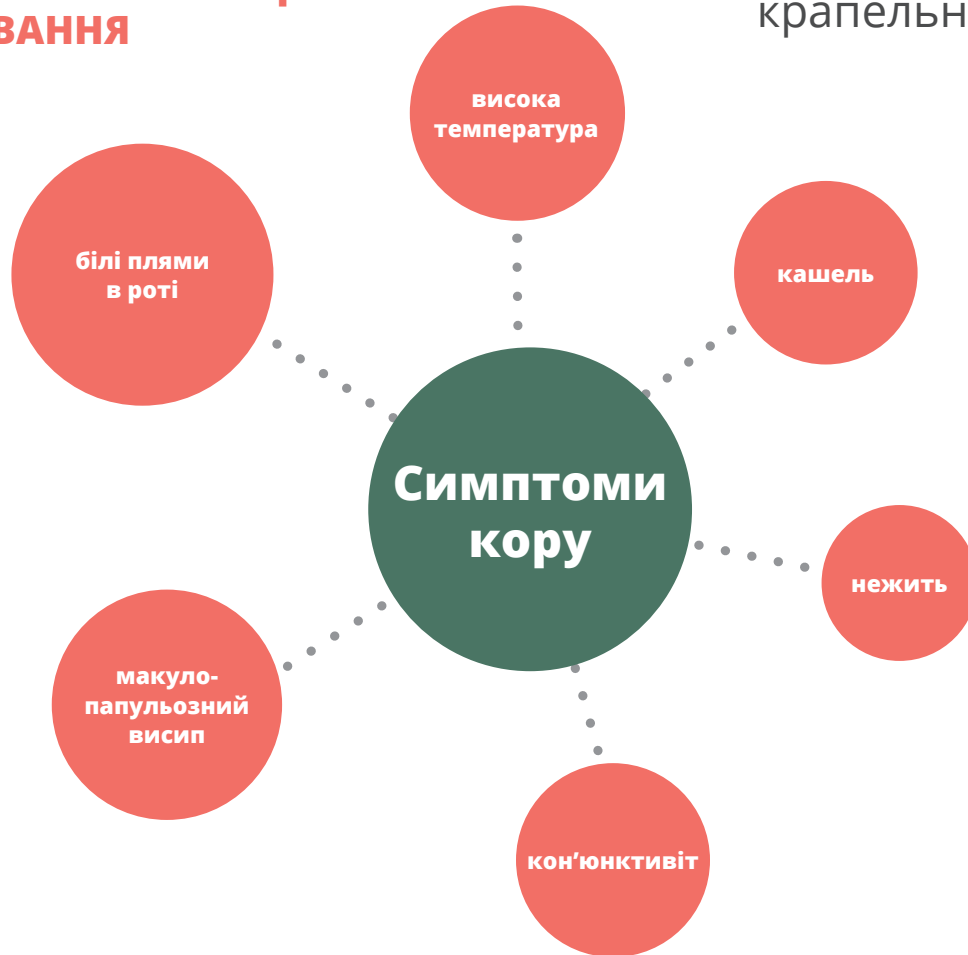 крапельн
ВАННЯ
висока
температура
білі плями
в роті
кашель
Симптоми
кору
нежить
макуло-
папульозний
висип
кон’юнктивіт